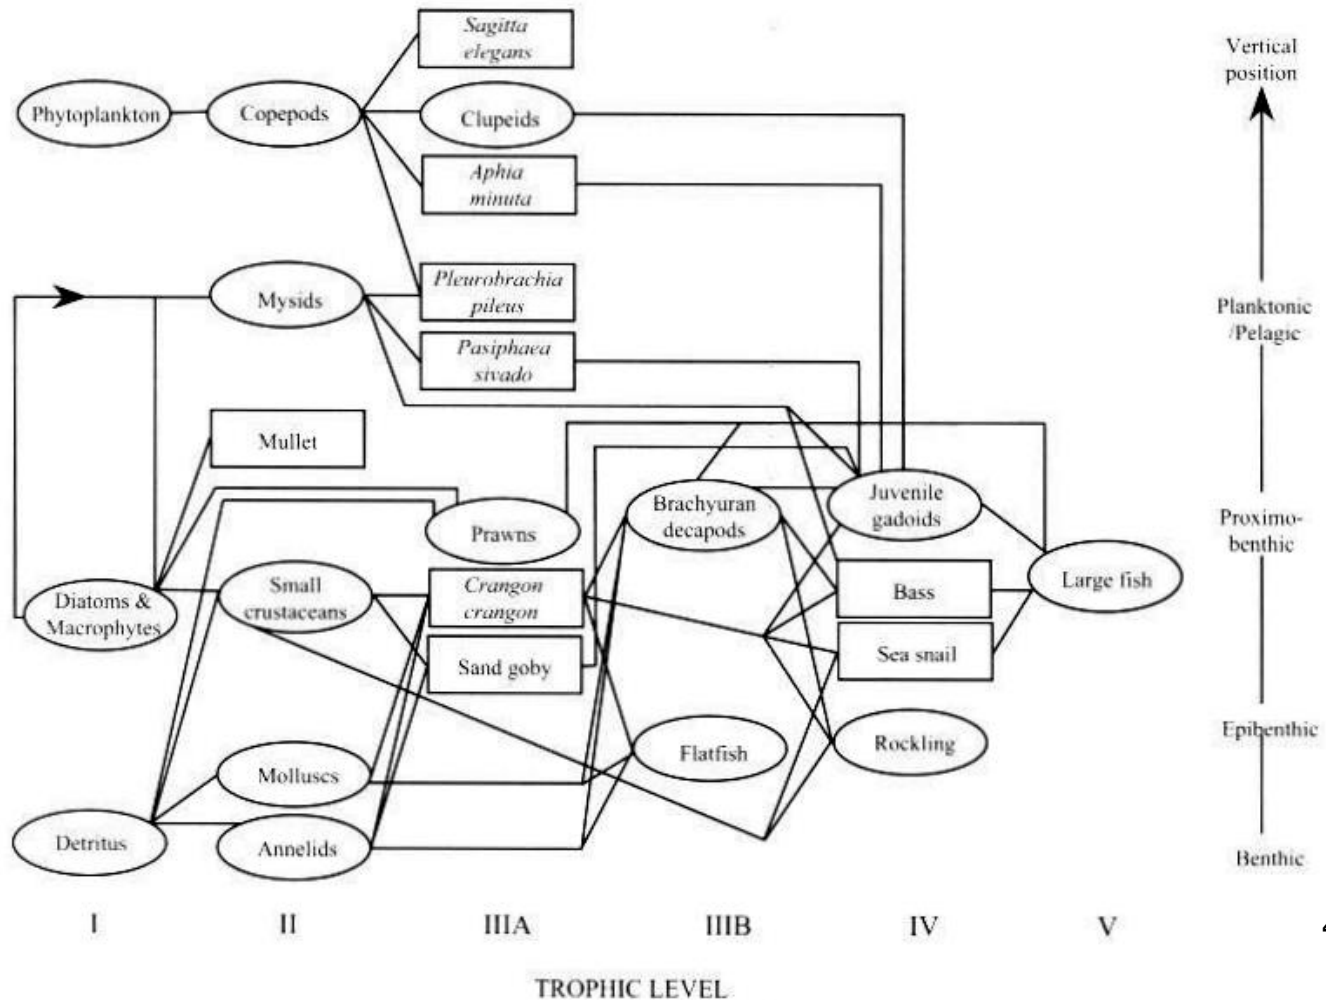 Sagitta
elegans
Vertical
position
Phytoplankton
Copepods
Clupeids
Aphia
minuta
Mysids
Pleurobrachia
pileus
Planktonic
/Pelagic
Pasiphaea
sivado
Mullet
Prawns
Brachyuran
decapods
Juvenile
gadoids
Proximo-
benthic
Diatoms &
Macrophytes
Small
crustaceans
Crangon
crangon
Bass
Large fish
Sand goby
Sea snail
Molluscs
Flatfish
Rockling
Epibenthic
Detritus
Annelids
Benthic
I II IIIA IIIB IV V
TROPHIC LEVEL